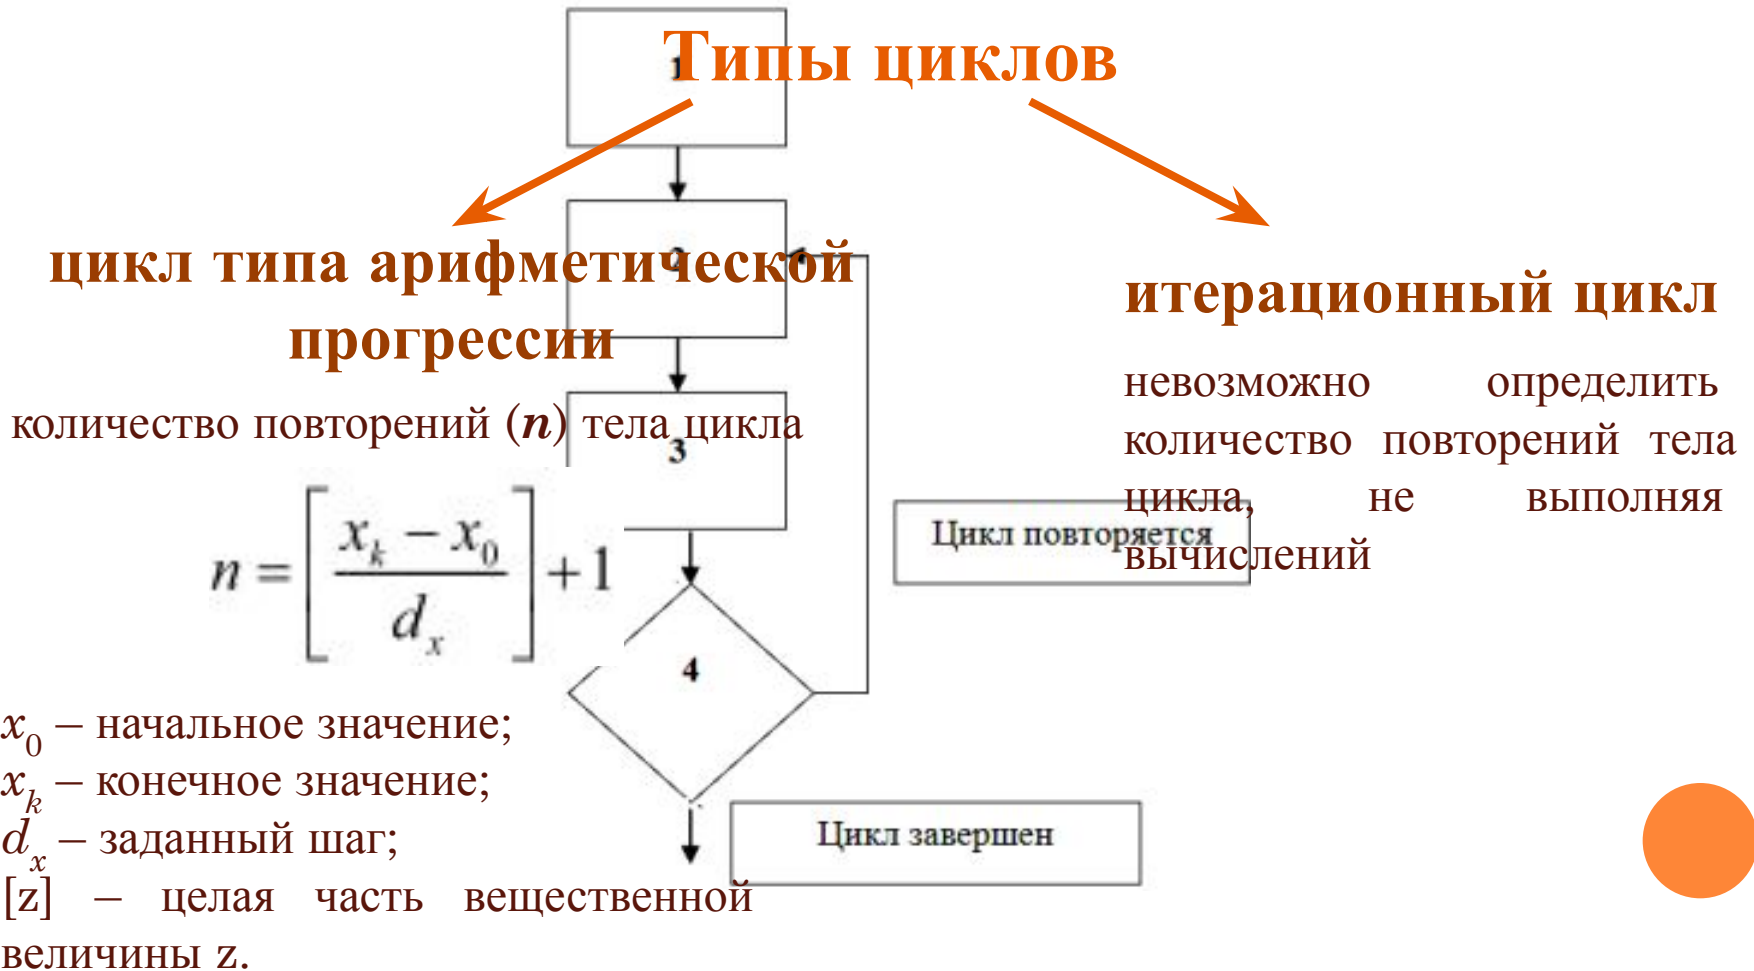 Типы циклов
1
цикл типа арифметической
прогрессии
2
количество повторений (n) тела цикла
3
n = [ (x_k − x_0) / d_x ] + 1
x_0 – начальное значение;
x_k – конечное значение;
d_x – заданный шаг;
[z] – целая часть вещественной
величины z.
итерационный цикл
невозможно определить
количество повторений тела
цикла, не выполняя
вычислений
Цикл повторяется
4
Цикл завершен